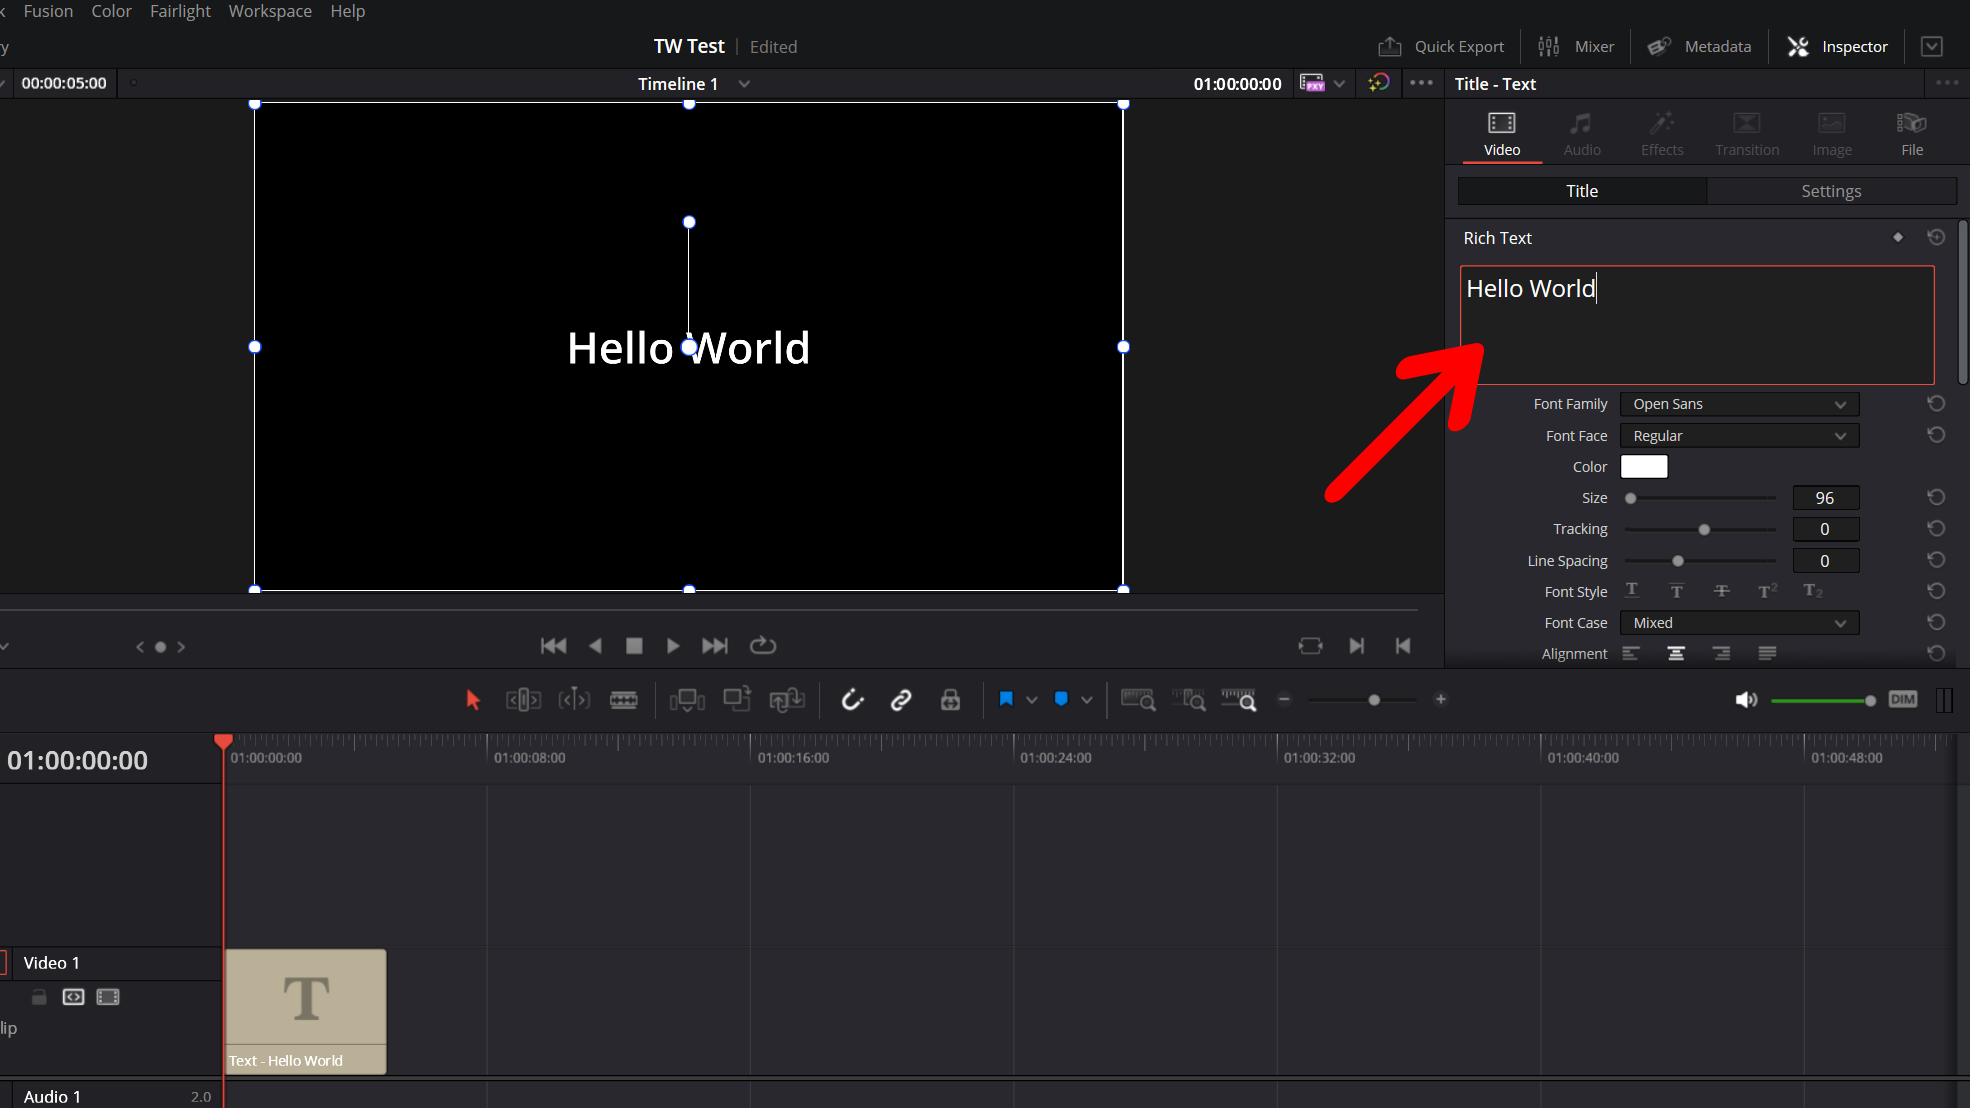 Fusion Color Fairlight Workspace Help
TW Test Edited
Quick Export Mixer Metadata Inspector
00:00:05:00 Timeline 1 01:00:00:00 PXY Title - Text
Video Audio Effects Transition Image File
Title Settings
Rich Text
Hello World
Hello World
Font Family Open Sans
Font Face Regular
Color
Size 96
Tracking 0
Line Spacing 0
Font Style T T T T2 T2
Font Case Mixed
Alignment
DIM
01:00:00:00 01:00:00:00 01:00:08:00 01:00:16:00 01:00:24:00 01:00:32:00 01:00:40:00 01:00:48:00
Video 1
T
lip
Text - Hello World
Audio 1 2.0